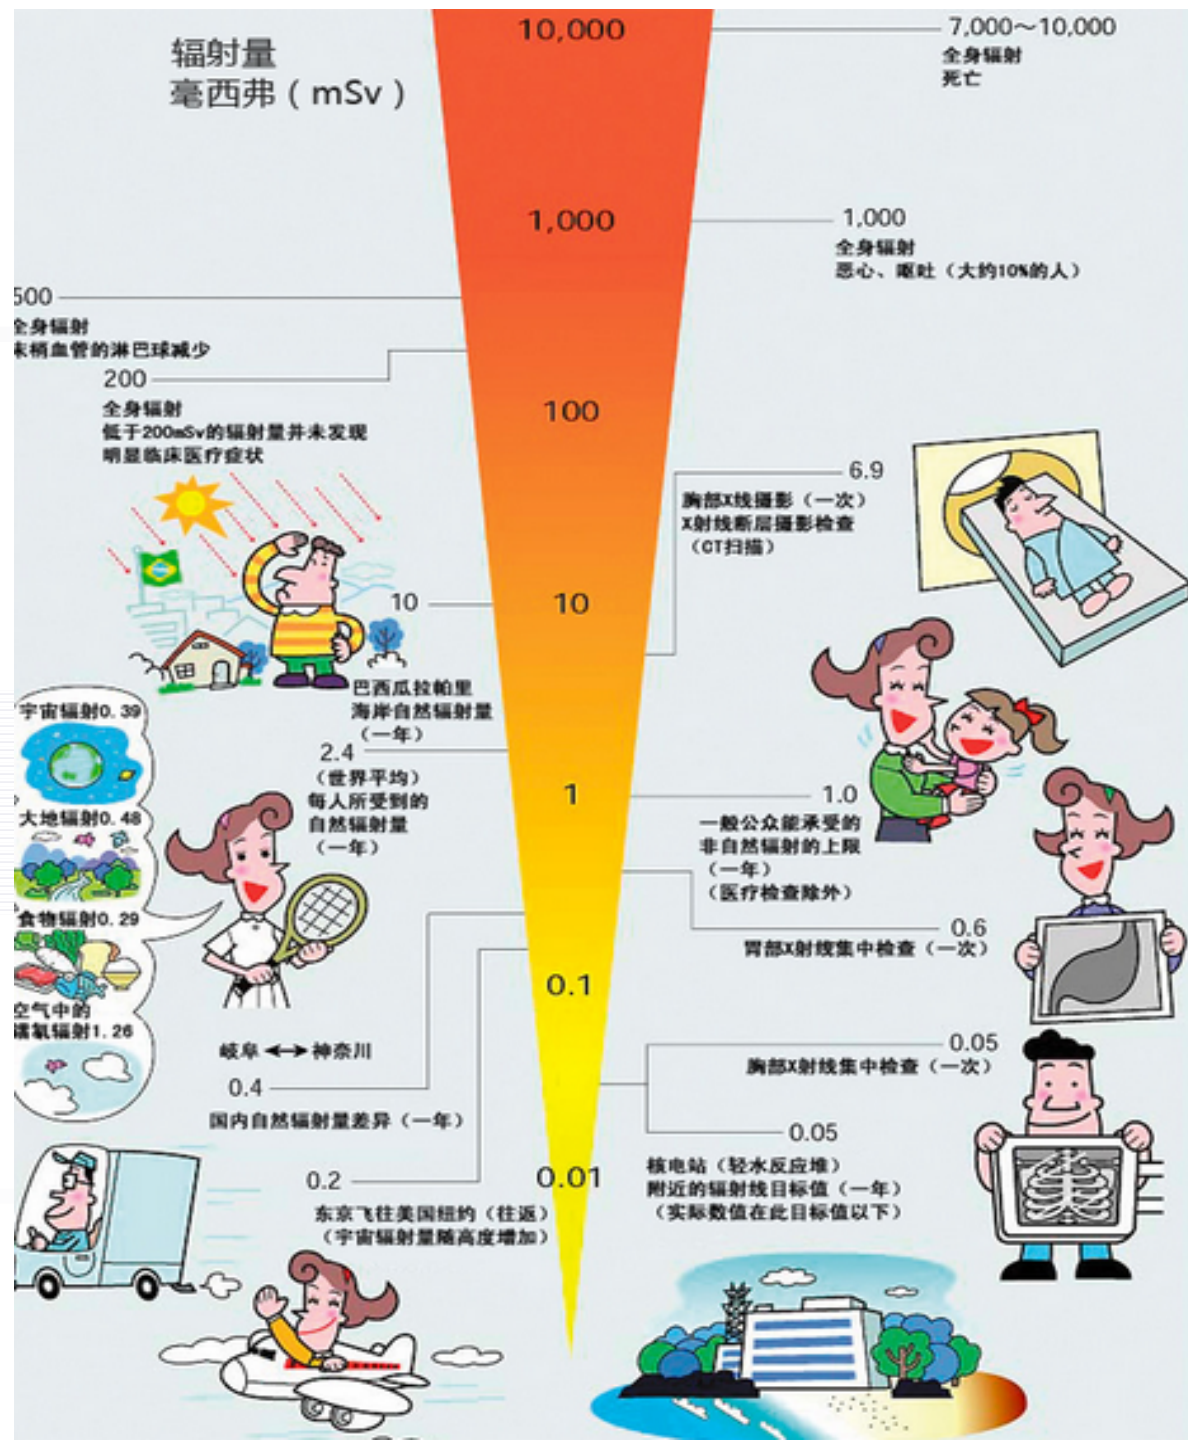 辐射量
毫西弗（mSv）
10,000
7,000～10,000
全身辐射
死亡
1,000
1,000
全身辐射
恶心、呕吐（大约10%的人）
500
全身辐射
末梢血管的淋巴球减少
200
全身辐射
低于200mSv的辐射量并未发现
明显临床医疗症状
100
6.9
胸部X线摄影（一次）
X射线断层摄影检查
（CT扫描）
10
10
巴西瓜拉帕里
海岸自然辐射量
（一年）
2.4
（世界平均）
每人所受到的
自然辐射量
（一年）
宇宙辐射0.39
大地辐射0.48
食物辐射0.29
空气中的
氡辐射1.26
1
1.0
一般公众能承受的
非自然辐射的上限
（一年）
（医疗检查除外）
0.6
胃部X射线集中检查（一次）
0.1
岐阜↔神奈川
0.4
国内自然辐射量差异（一年）
0.05
胸部X射线集中检查（一次）
0.05
核电站（轻水反应堆）
附近的辐射线目标值（一年）
（实际数值在此目标值以下）
0.01
0.2
东京飞往美国纽约（往返）
（宇宙辐射量随高度增加）